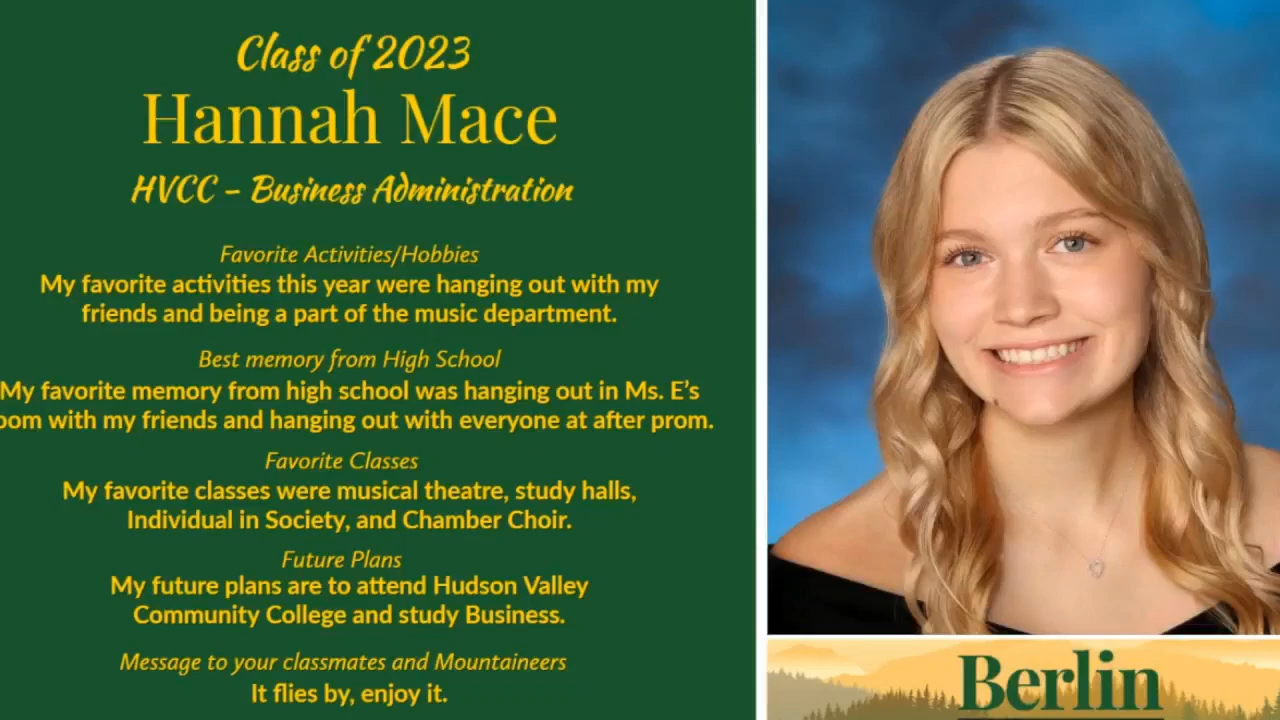 Class of 2023
Hannah Mace
HVCC – Business Administration
Favorite Activities/Hobbies
My favorite activities this year were hanging out with my
friends and being a part of the music department.
Best memory from High School
My favorite memory from high school was hanging out in Ms. E’s
oom with my friends and hanging out with everyone at after prom.
Favorite Classes
My favorite classes were musical theatre, study halls,
Individual in Society, and Chamber Choir.
Future Plans
My future plans are to attend Hudson Valley
Community College and study Business.
Message to your classmates and Mountaineers
It flies by, enjoy it.
Berlin